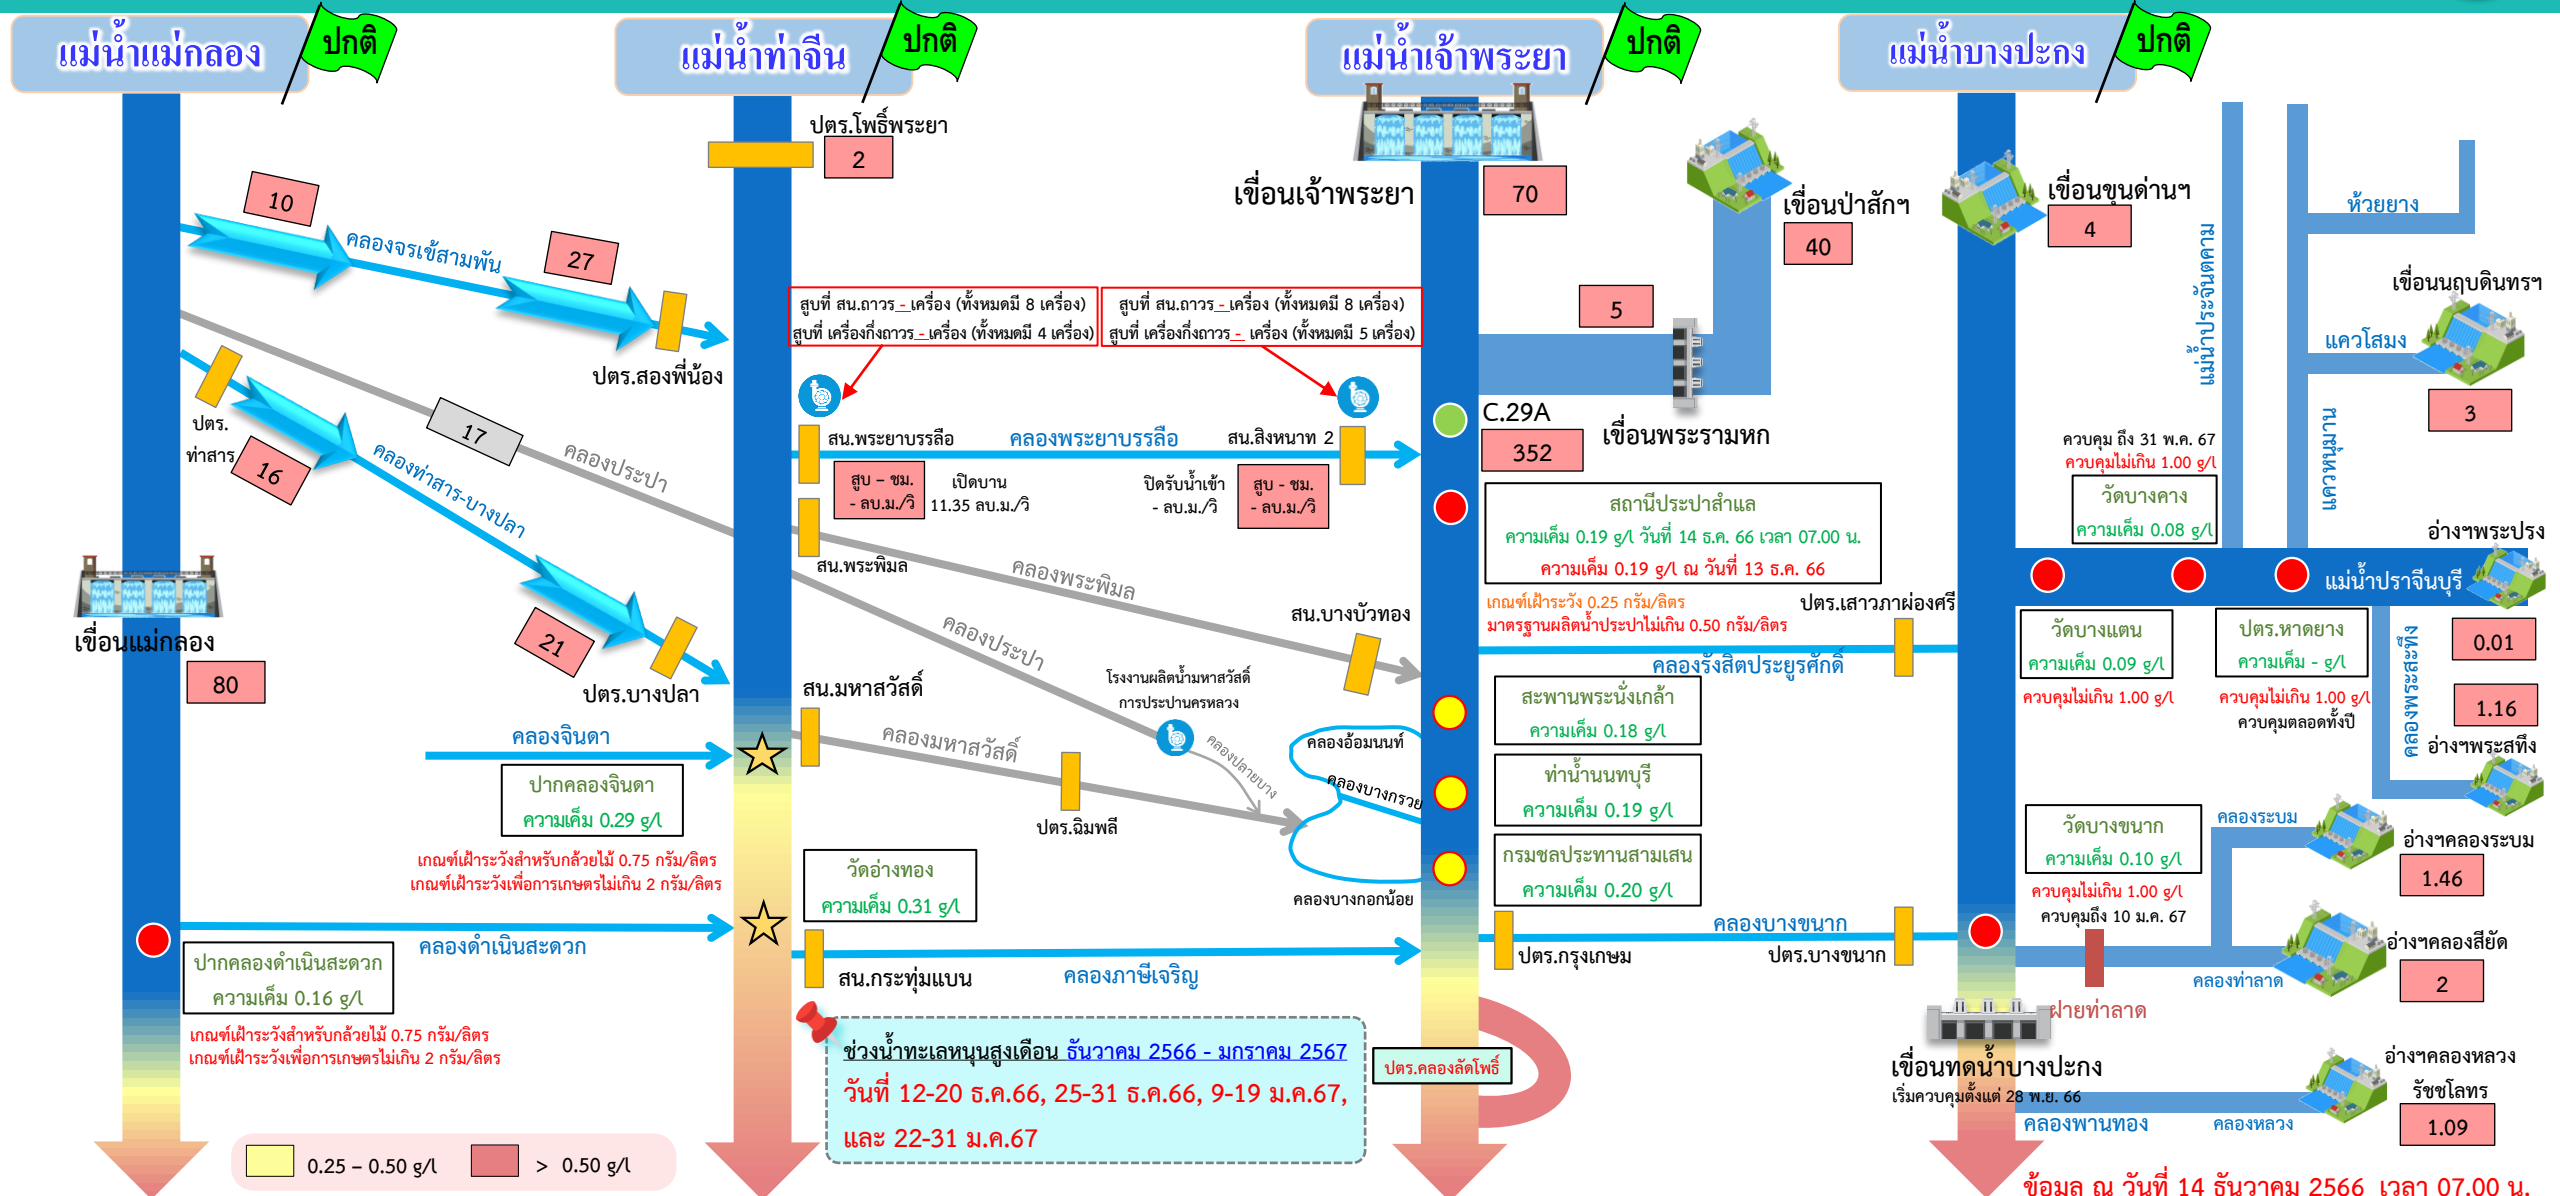 แม่น้ำแม่กลอง
ปกติ
แม่น้ำท่าจีน
ปกติ
แม่น้ำเจ้าพระยา
ปกติ
แม่น้ำบางปะกง
ปกติ
ปตร.โพธิ์พระยา
2
10
คลองจรเข้สามพัน
27
ปตร.สองพี่น้อง
ปตร.
ท่าสาร
16
17
คลองประปา
คลองท่าสาร-บางปลา
21
ปตร.บางปลา
เขื่อนแม่กลอง
80
คลองจินดา
ปากคลองจินดา
ความเค็ม 0.29 g/l
เกณฑ์เฝ้าระวังสำหรับกล้วยไม้ 0.75 กรัม/ลิตร
เกณฑ์เฝ้าระวังเพื่อการเกษตรไม่เกิน 2 กรัม/ลิตร
คลองดำเนินสะดวก
ปากคลองดำเนินสะดวก
ความเค็ม 0.16 g/l
เกณฑ์เฝ้าระวังสำหรับกล้วยไม้ 0.75 กรัม/ลิตร
เกณฑ์เฝ้าระวังเพื่อการเกษตรไม่เกิน 2 กรัม/ลิตร
0.25 – 0.50 g/l
> 0.50 g/l
สูบที่ สน.ถาวร - เครื่อง (ทั้งหมดมี 8 เครื่อง)
สูบที่ เครื่องกึ่งถาวร - เครื่อง (ทั้งหมดมี 4 เครื่อง)
สูบที่ สน.ถาวร - เครื่อง (ทั้งหมดมี 8 เครื่อง)
สูบที่ เครื่องกึ่งถาวร - เครื่อง (ทั้งหมดมี 5 เครื่อง)
สน.พระยาบรรลือ
คลองพระยาบรรลือ
สน.สิงหนาท 2
สูบ – ชม.
- ลบ.ม./วิ
เปิดบาน
11.35 ลบ.ม./วิ
ปิดรับน้ำเข้า
- ลบ.ม./วิ
สูบ - ชม.
- ลบ.ม./วิ
สน.พระพิมล
คลองพระพิมล
สน.บางบัวทอง
คลองประปา
โรงงานผลิตน้ำมหาสวัสดิ์
การประปานครหลวง
สน.มหาสวัสดิ์
คลองมหาสวัสดิ์
คลองปลายบาง
ปตร.ฉิมพลี
คลองอ้อมนนท์
คลองบางกรวย
คลองบางกอกน้อย
วัดอ่างทอง
ความเค็ม 0.31 g/l
สน.กระทุ่มแบน
คลองภาษีเจริญ
ช่วงน้ำทะเลหนุนสูงเดือน ธันวาคม 2566 - มกราคม 2567
วันที่ 12-20 ธ.ค.66, 25-31 ธ.ค.66, 9-19 ม.ค.67,
และ 22-31 ม.ค.67
ปตร.คลองลัดโพธิ์
เขื่อนเจ้าพระยา
70
เขื่อนป่าสักฯ
40
5
เขื่อนพระรามหก
C.29A
352
สถานีประปาสำแล
ความเค็ม 0.19 g/l วันที่ 14 ธ.ค. 66 เวลา 07.00 น.
ความเค็ม 0.19 g/l ณ วันที่ 13 ธ.ค. 66
เกณฑ์เฝ้าระวัง 0.25 กรัม/ลิตร
มาตรฐานผลิตน้ำประปาไม่เกิน 0.50 กรัม/ลิตร
ปตร.เสาวภาผ่องศรี
คลองรังสิตประยูรศักดิ์
สะพานพระนั่งเกล้า
ความเค็ม 0.18 g/l
ท่าน้ำนนทบุรี
ความเค็ม 0.19 g/l
กรมชลประทานสามเสน
ความเค็ม 0.20 g/l
คลองบางขนาก
ปตร.กรุงเกษม
ปตร.บางขนาก
เขื่อนขุนด่านฯ
4
แม่น้ำประจันตคาม
ห้วยยาง
เขื่อนนฤบดินทรฯ
แควโสมง
3
แควหนุมาน
ควบคุม ถึง 31 พ.ค. 67
ควบคุมไม่เกิน 1.00 g/l
วัดบางคาง
ความเค็ม 0.08 g/l
อ่างฯพระปรง
แม่น้ำปราจีนบุรี
0.01
วัดบางแตน
ความเค็ม 0.09 g/l
ควบคุมไม่เกิน 1.00 g/l
ปตร.หาดยาง
ความเค็ม - g/l
ควบคุมไม่เกิน 1.00 g/l
ควบคุมตลอดทั้งปี
คลองพระสะทึง
1.16
อ่างฯพระสทึง
วัดบางขนาก
ความเค็ม 0.10 g/l
ควบคุมไม่เกิน 1.00 g/l
ควบคุมถึง 10 ม.ค. 67
คลองระบม
อ่างฯคลองระบม
1.46
อ่างฯคลองสียัด
2
คลองท่าลาด
ฝายท่าลาด
เขื่อนทดน้ำบางปะกง
เริ่มควบคุมตั้งแต่ 28 พ.ย. 66
อ่างฯคลองหลวง
รัชชโลทร
1.09
คลองพานทอง
คลองหลวง
ข้อมูล ณ วันที่ 14 ธันวาคม 2566 เวลา 07.00 น.